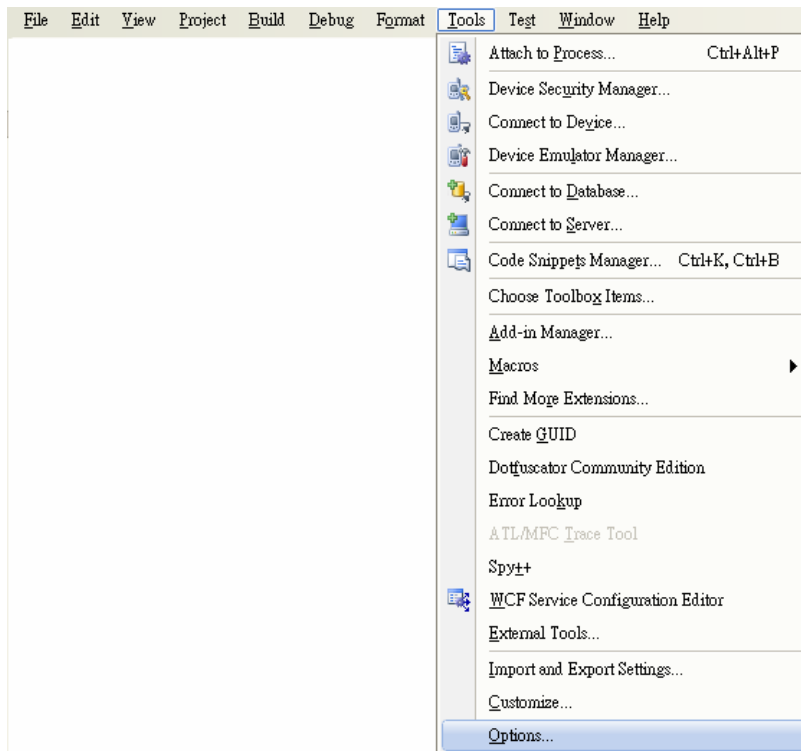 File Edit View Project Build Debug Format Tools Test Window Help
Attach to Process... Ctrl+Alt+P
Device Security Manager...
Connect to Device...
Device Emulator Manager...
Connect to Database...
Connect to Server...
Code Snippets Manager... Ctrl+K, Ctrl+B
Choose Toolbox Items...
Add-in Manager...
Macros
Find More Extensions...
Create GUID
Dotfuscator Community Edition
Error Lookup
ATL/MFC Trace Tool
Spy++
WCF Service Configuration Editor
External Tools...
Import and Export Settings...
Customize...
Options...